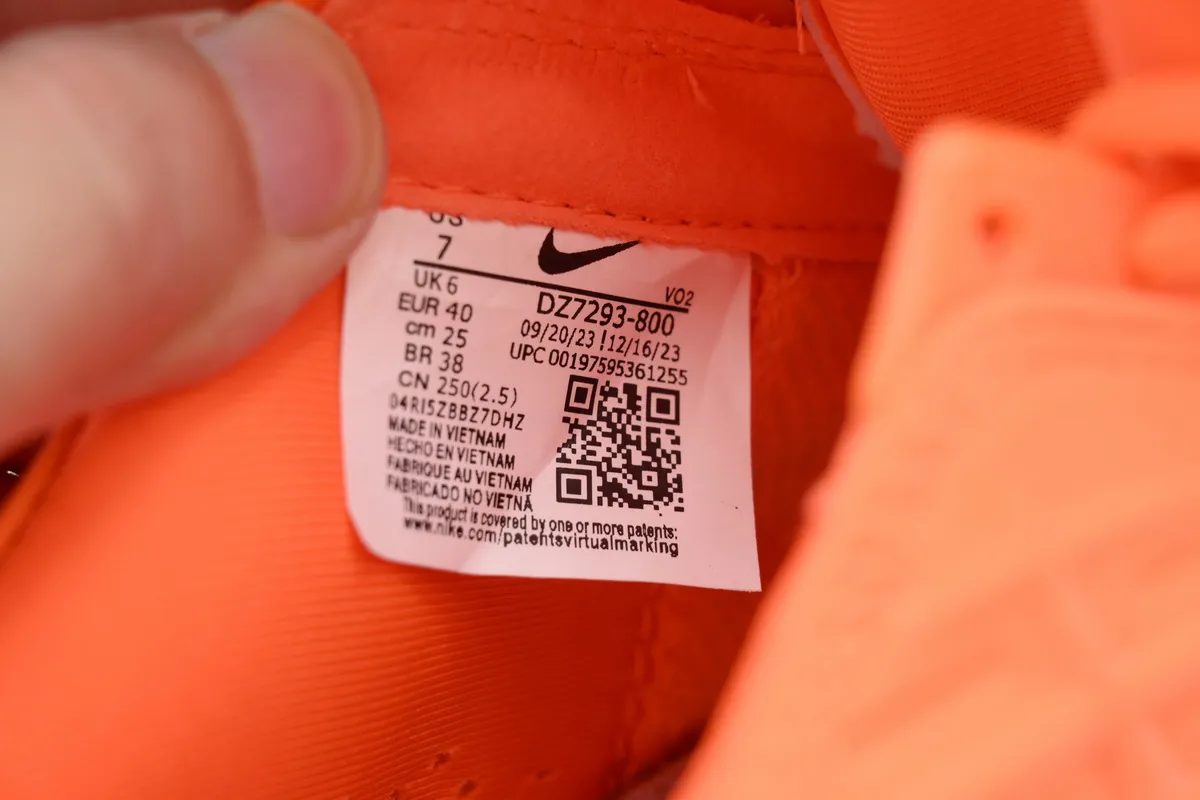 US
7
UK 6
EUR 40
cm 25
BR 38
CN 250(2.5)
04RI5ZBBZ7DHZ
MADE IN VIETNAM
HECHO EN VIETNAM
FABRIQUE AU VIETNAM
FABRICADO NO VIETNÃ
VO2
DZ7293-800
09/20/23 !12/16/23
UPC 00197595361255
This product is covered by one or more patents:
www.nike.com/patentsvirtualmarking